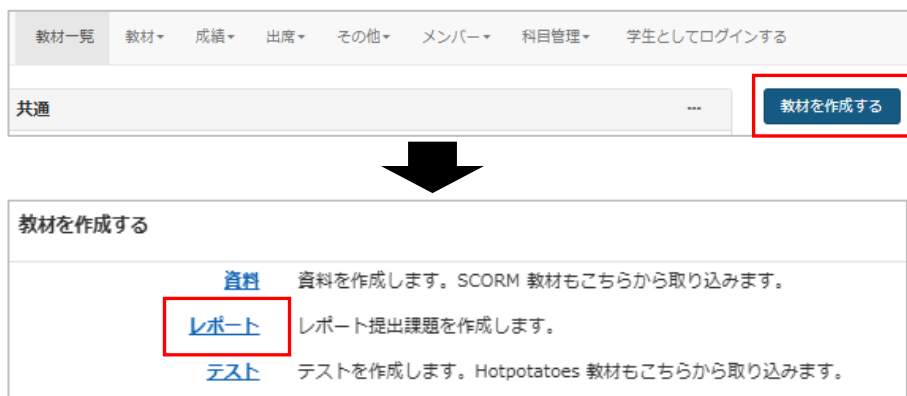 教材一覧 教材▾ 成績▾ 出席▾ その他▾ メンバー▾ 科目管理▾ 学生としてログインする
共通 ... 教材を作成する
教材を作成する
資料 資料を作成します。SCORM 教材もこちらから取り込みます。
レポート レポート提出課題を作成します。
テスト テストを作成します。Hotpotatoes 教材もこちらから取り込みます。